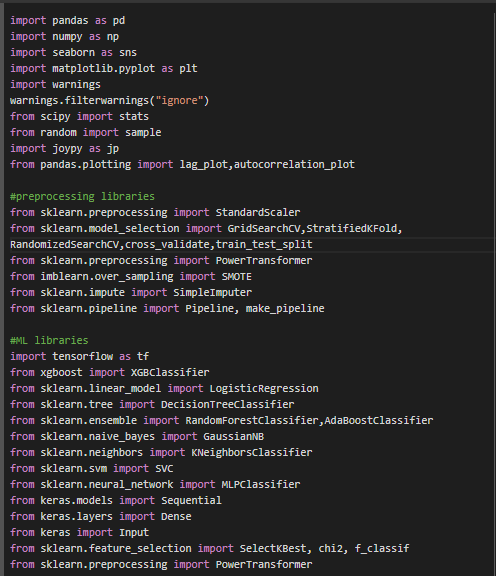 import pandas as pd
import numpy as np
import seaborn as sns
import matplotlib.pyplot as plt
import warnings
warnings.filterwarnings("ignore")
from scipy import stats
from random import sample
import joypy as jp
from pandas.plotting import lag_plot,autocorrelation_plot

#preprocessing libraries
from sklearn.preprocessing import StandardScaler
from sklearn.model_selection import GridSearchCV,StratifiedKFold,
RandomizedSearchCV,cross_validate,train_test_split
from sklearn.preprocessing import PowerTransformer
from imblearn.over_sampling import SMOTE
from sklearn.impute import SimpleImputer
from sklearn.pipeline import Pipeline, make_pipeline

#ML libraries
import tensorflow as tf
from xgboost import XGBClassifier
from sklearn.linear_model import LogisticRegression
from sklearn.tree import DecisionTreeClassifier
from sklearn.ensemble import RandomForestClassifier,AdaBoostClassifier
from sklearn.naive_bayes import GaussianNB
from sklearn.neighbors import KNeighborsClassifier
from sklearn.svm import SVC
from sklearn.neural_network import MLPClassifier
from keras.models import Sequential
from keras.layers import Dense
from keras import Input
from sklearn.feature_selection import SelectKBest, chi2, f_classif
from sklearn.preprocessing import PowerTransformer